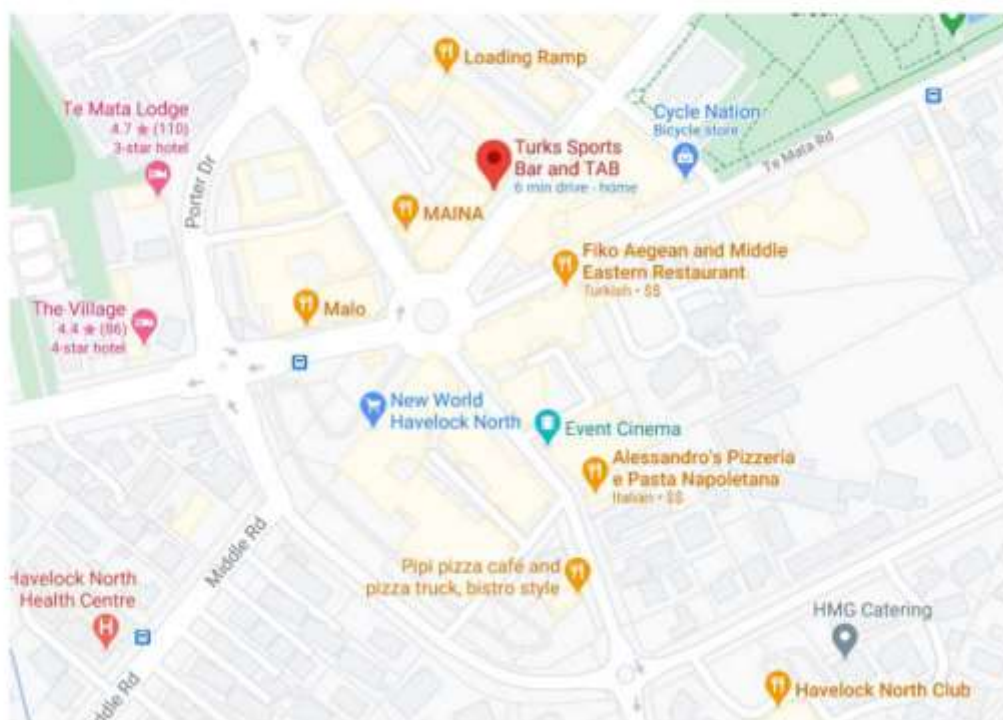 Loading Ramp
Te Mata Lodge
4.7 ★ (110)
3-star hotel
Cycle Nation
Bicycle store
Te Mata Rd
Turks Sports
Bar and TAB
6 min drive - home
Porter Dr
MAINA
Fiko Aegean and Middle
Eastern Restaurant
Turkish • $$
The Village
4.4 ★ (86)
4-star hotel
Malo
New World
Havelock North
Event Cinema
Alessandro's Pizzeria
e Pasta Napoletana
Italian • $$
Middle Rd
Pipi pizza café and
pizza truck, bistro style
Havelock North
Health Centre
H
HMG Catering
Havelock North Club
ddle Rd